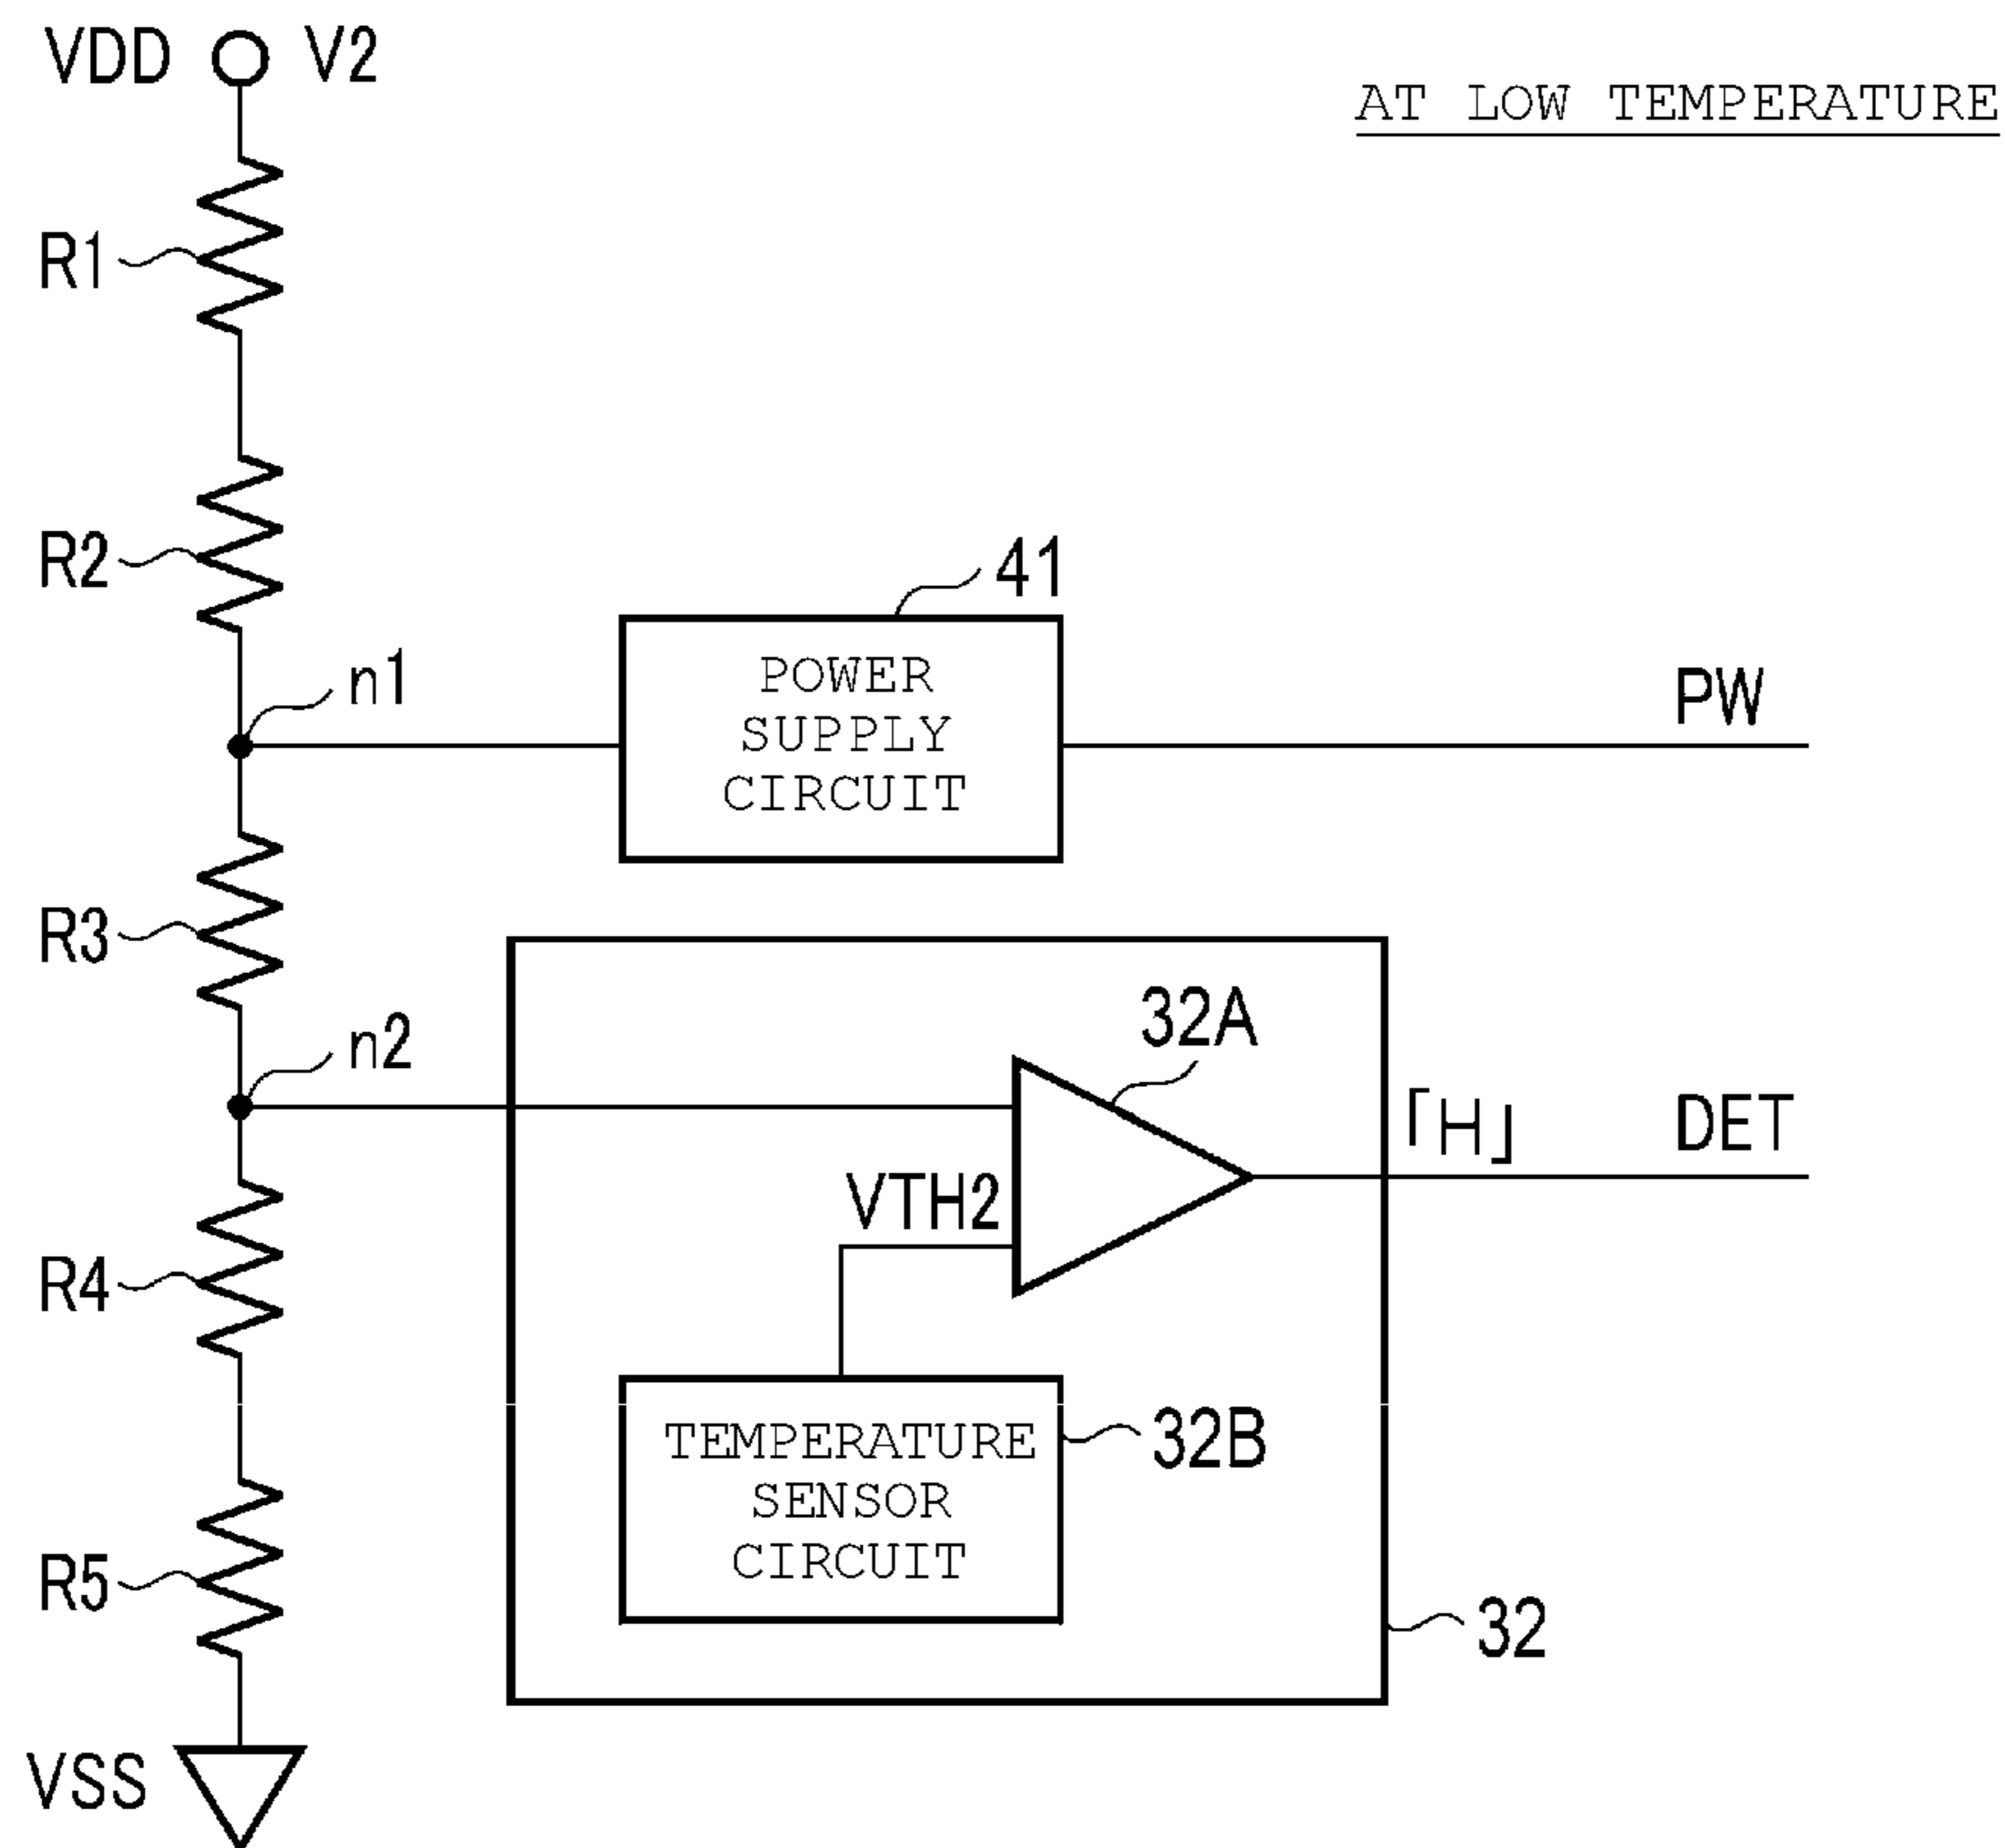 VDD V2
AT LOW TEMPERATURE
R1
R2
41
POWER
SUPPLY
CIRCUIT
n1
PW
R3
n2
32A
「H」
DET
VTH2
R4
TEMPERATURE
SENSOR
CIRCUIT
32B
R5
32
VSS